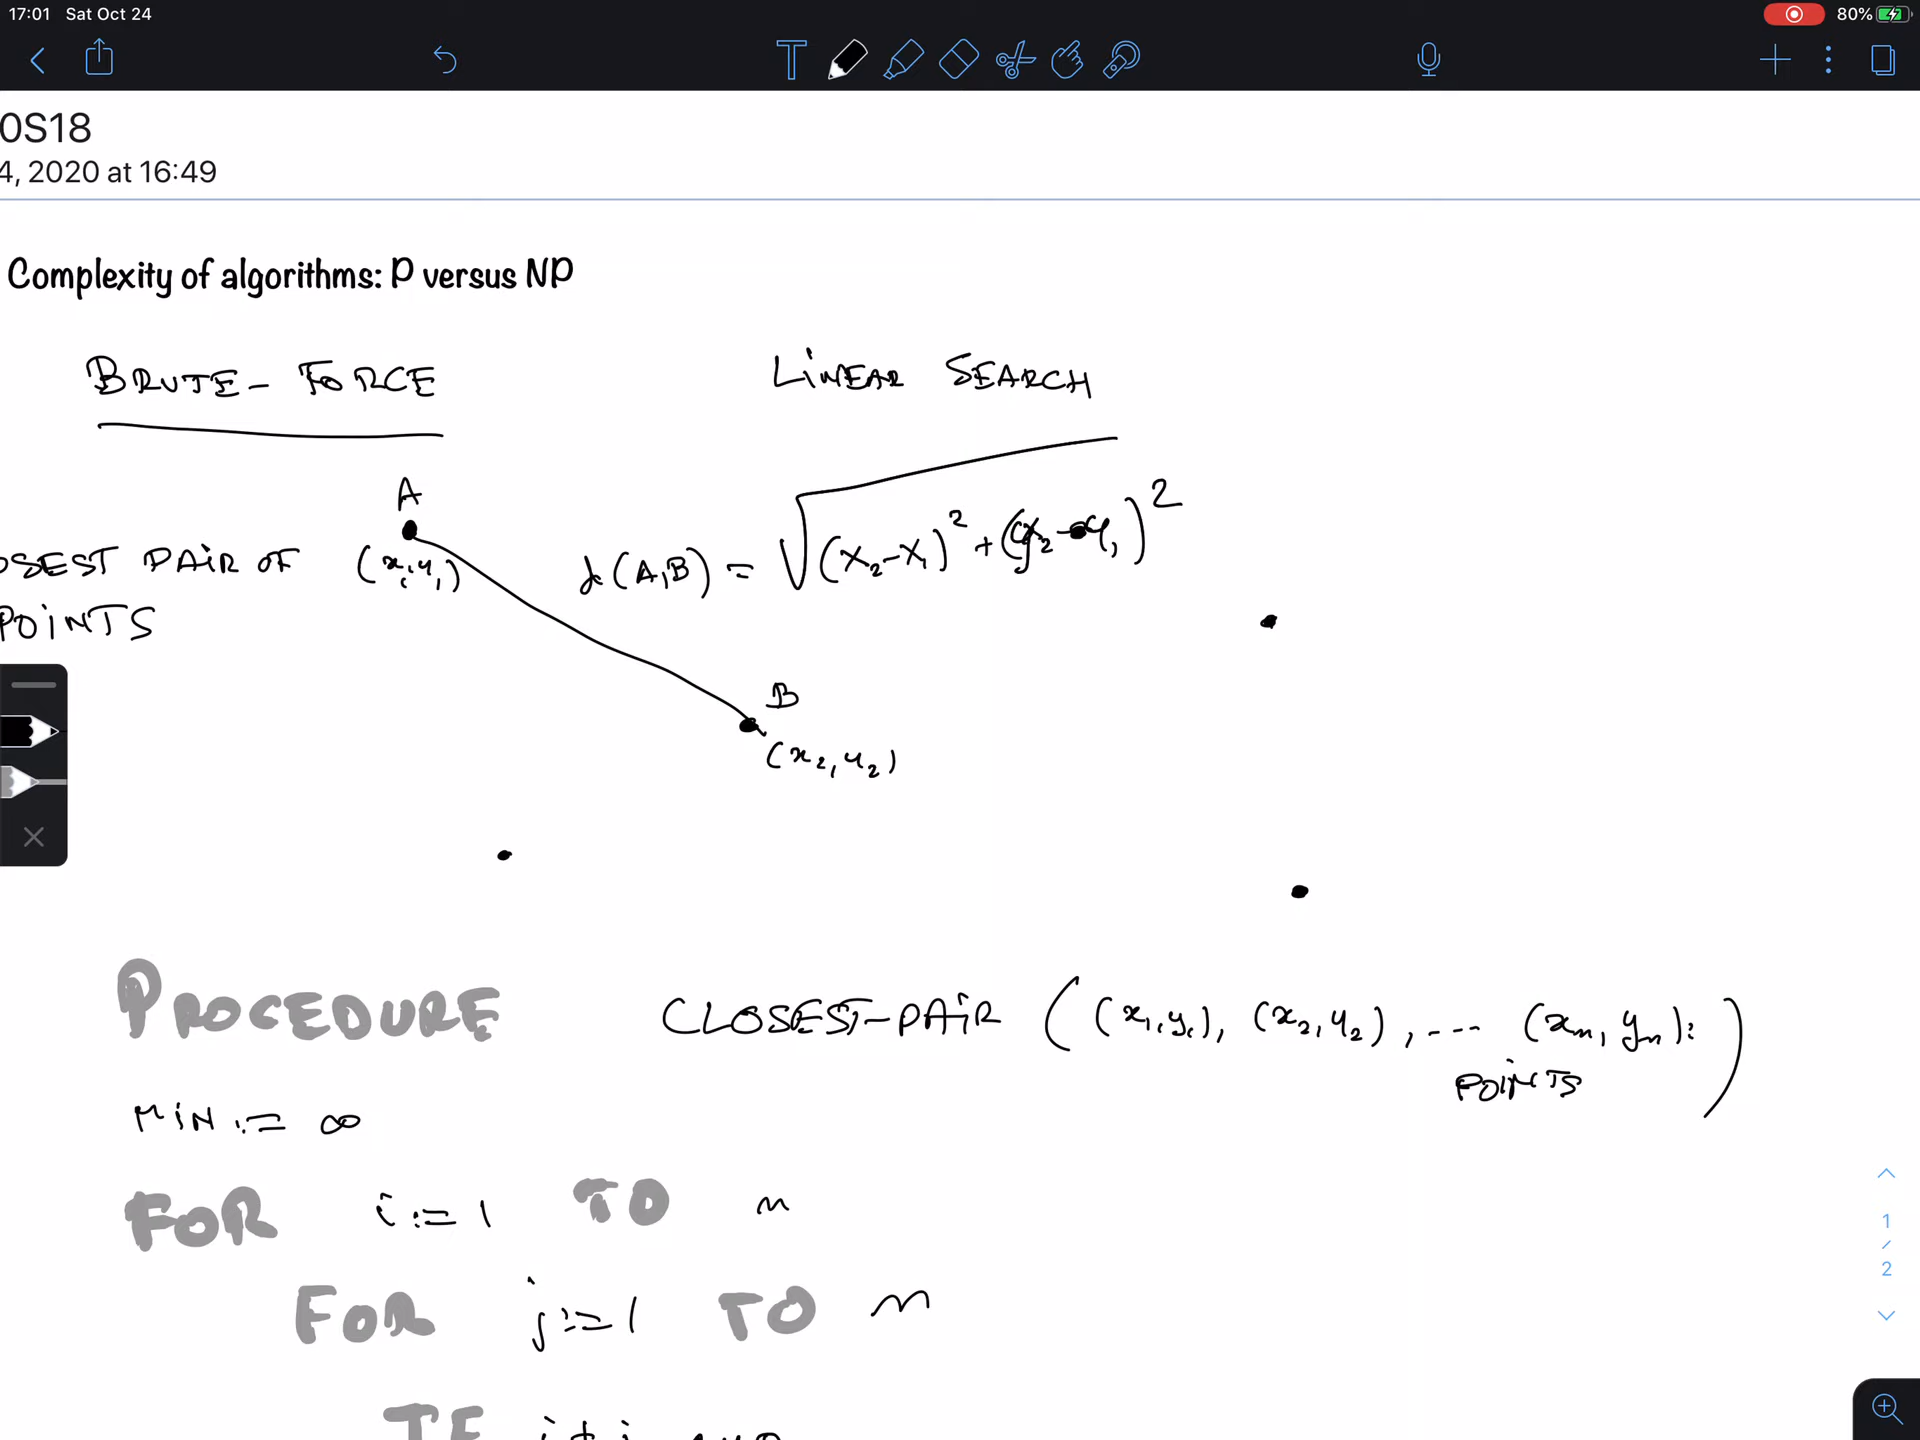 17:01 Sat Oct 24
80%
OS18
4, 2020 at 16:49
Complexity of algorithms: P versus NP
BRUTE-FORCE LINEAR SEARCH
A
OSEST PAIR OF (x₁,y₁) d(A,B) = √(x₂-x₁)² + (y₂-y₁)²
POINTS
B
(x₂,y₂)
PROCEDURE CLOSEST-PAIR ((x₁,y₁), (x₂,y₂), ... (xₙ, yₙ):
POINTS)
MIN := ∞
FOR i := 1 TO n
FOR j := 1 TO n
IF i ≠ j AND
1
/
2